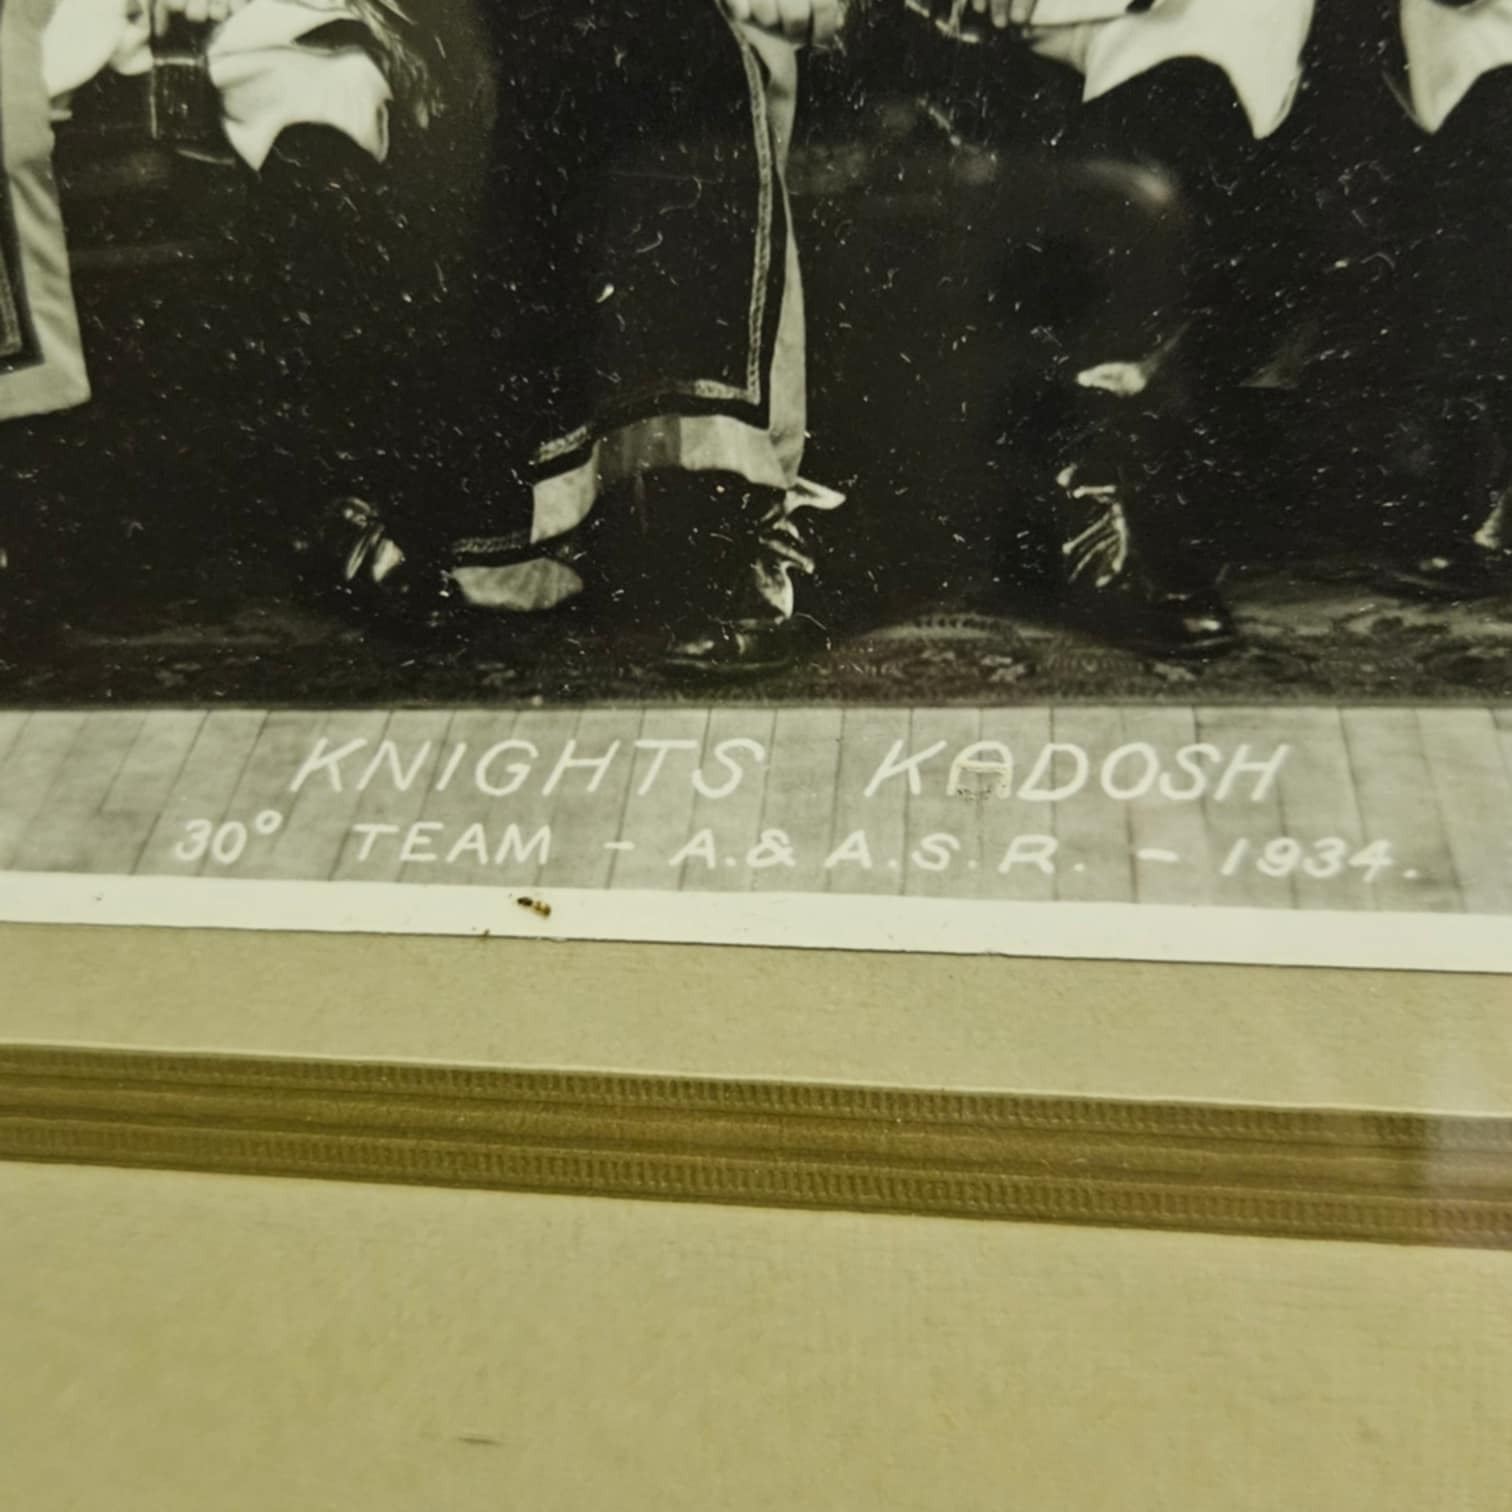 KNIGHTS KADOSH
30° TEAM - A. & A. S. R. - 1934.